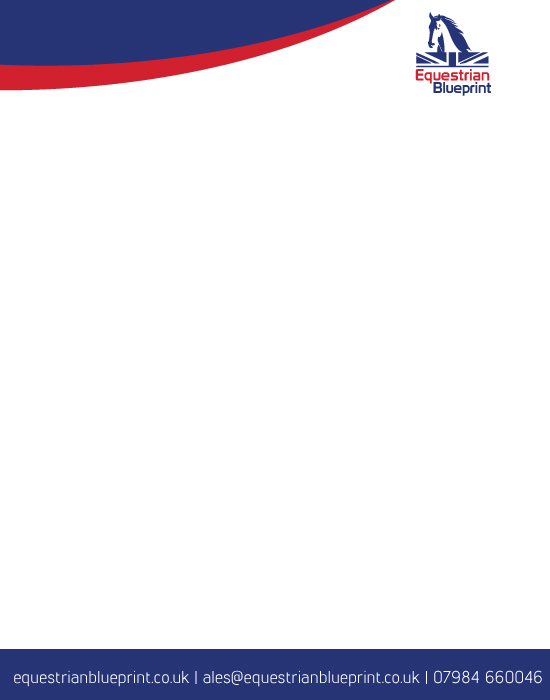 Equestrian
Blueprint
equestrianblueprint.co.uk | ales@equestrianblueprint.co.uk | 07984 660046